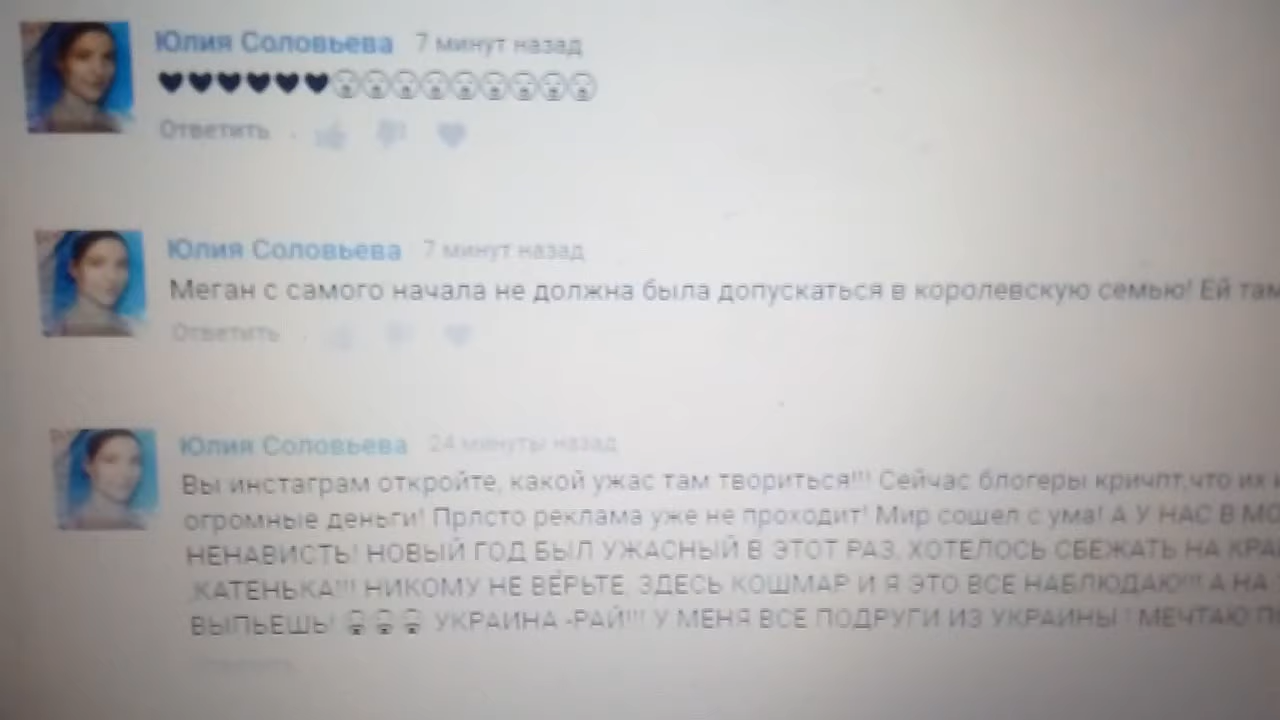 Юлия Соловьева 7 минут назад
🖤🖤🖤🖤🖤🖤😮😮😮😮😮😮😮😮😮
Ответить
Юлия Соловьева 7 минут назад
Меган с самого начала не должна была допускаться в королевскую семью! Ей там
Ответить
Юлия Соловьева 24 минуты назад
Вы инстаграм откройте, какой ужас там твориться!!! Сейчас блогеры кричпт,что их
огромные деньги! Прлсто реклама уже не проходит! Мир сошел с ума! А У НАС В
НЕНАВИСТЬ! НОВЫЙ ГОД БЫЛ УЖАСНЫЙ В ЭТОТ РАЗ, ХОТЕЛОСЬ СБЕЖАТЬ НА
КАТЕНЬКА!!! НИКОМУ НЕ ВЕРЬТЕ, ЗДЕСЬ КОШМАР И Я ЭТО ВСЕ НАБЛЮДАЮ!!! А НА
ВЫПЬЕШЬ! УКРАИНА -РАЙ!!! У МЕНЯ ВСЕ ПОДРУГИ ИЗ УКРАИНЫ ! МЕЧТАЮ